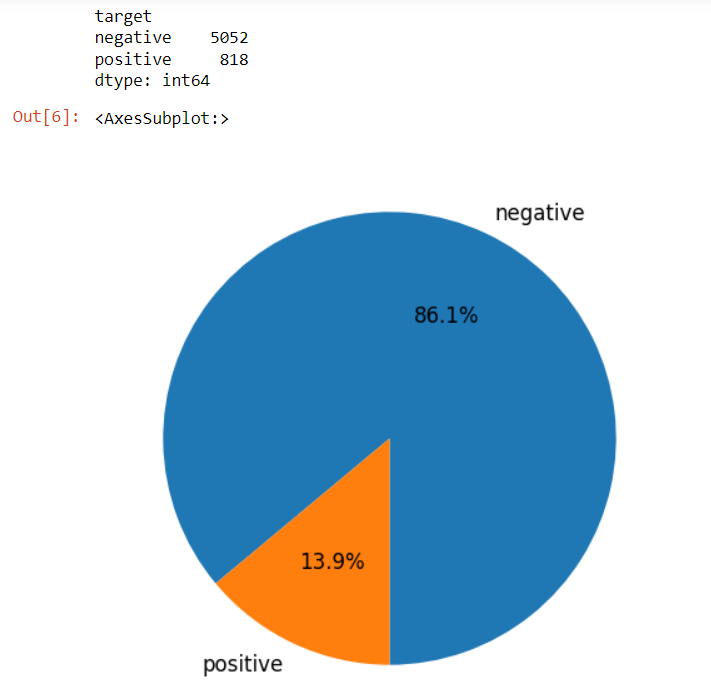 target
negative    5052
positive     818
dtype: int64
Out[6]: <AxesSubplot:>
negative
86.1%
13.9%
positive